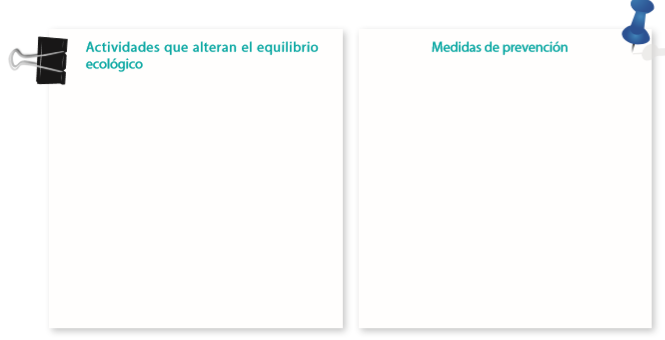 Actividades que alteran el equilibrio
ecológico
Medidas de prevención